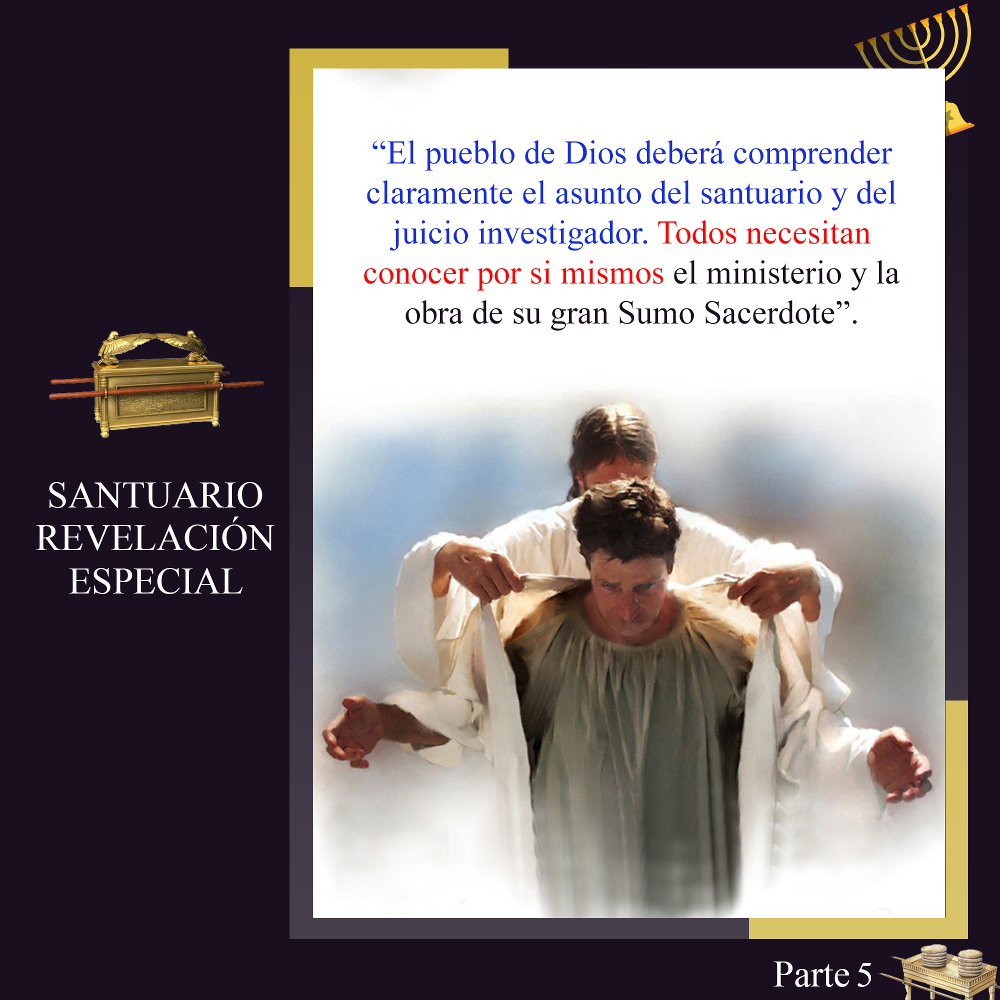 “El pueblo de Dios deberá comprender
claramente el asunto del santuario y del
juicio investigador. Todos necesitan
conocer por si mismos el ministerio y la
obra de su gran Sumo Sacerdote”.
SANTUARIO
REVELACIÓN
ESPECIAL
Parte 5